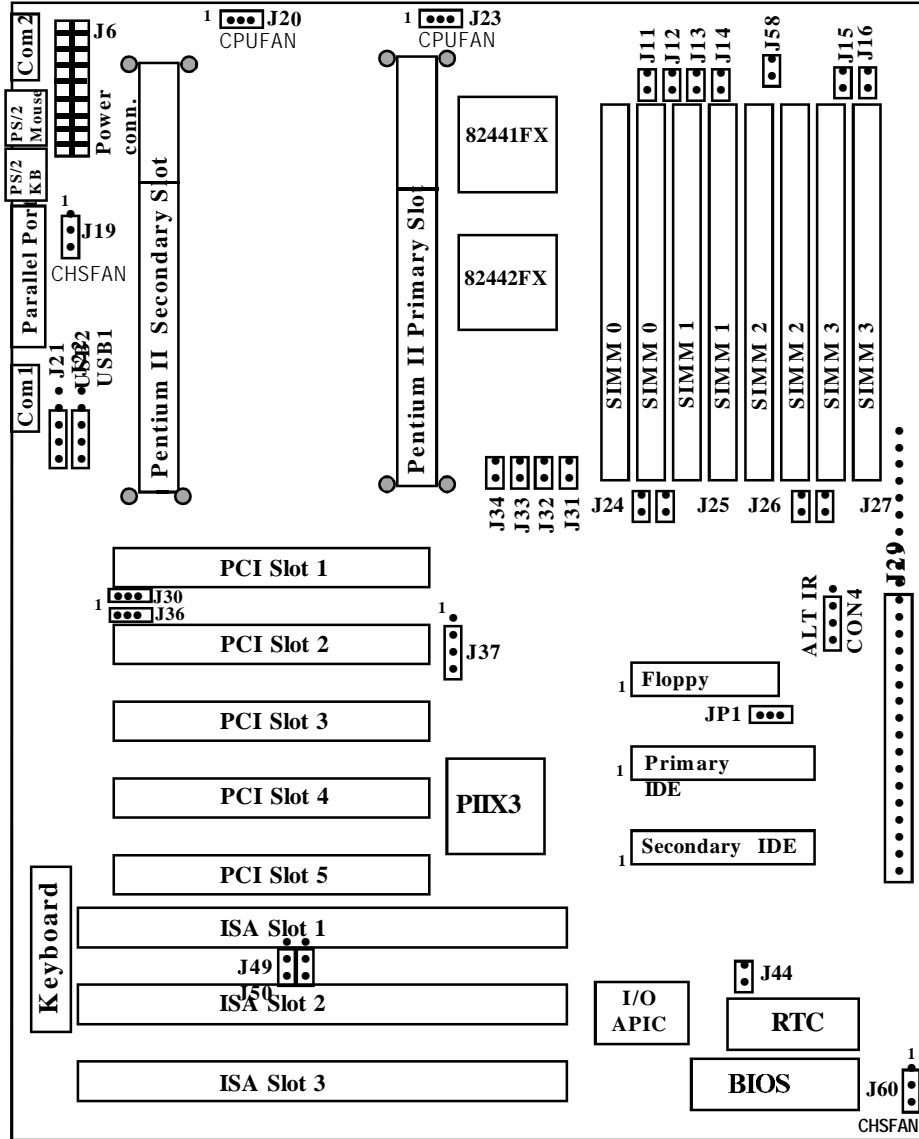 1 J20
CPUFAN
1 J23
CPUFAN
Com2
J6
Power
conn.
PS/2
Mouse
PS/2
KB
Parallel Port
1
J19
CHSFAN
J21
USB2
J22
USB1
Com1
Pentium II Secondary Slot
Pentium II Primary Slot
82441FX
82442FX
J11
J12
J13
J14
J58
J15
J16
SIMM 0
SIMM 0
SIMM 1
SIMM 1
SIMM 2
SIMM 2
SIMM 3
SIMM 3
J34
J33
J32
J31
J24
J25
J26
J27
J29
PCI Slot 1
J30
1
J36
PCI Slot 2
1
J37
PCI Slot 3
PCI Slot 4
PCI Slot 5
PIIX3
ALT IR
CON4
1 Floppy
JP1
1 Primary
IDE
1 Secondary IDE
Keyboard
ISA Slot 1
J49
J50
ISA Slot 2
ISA Slot 3
I/O
APIC
J44
RTC
BIOS
1
J60
CHSFAN